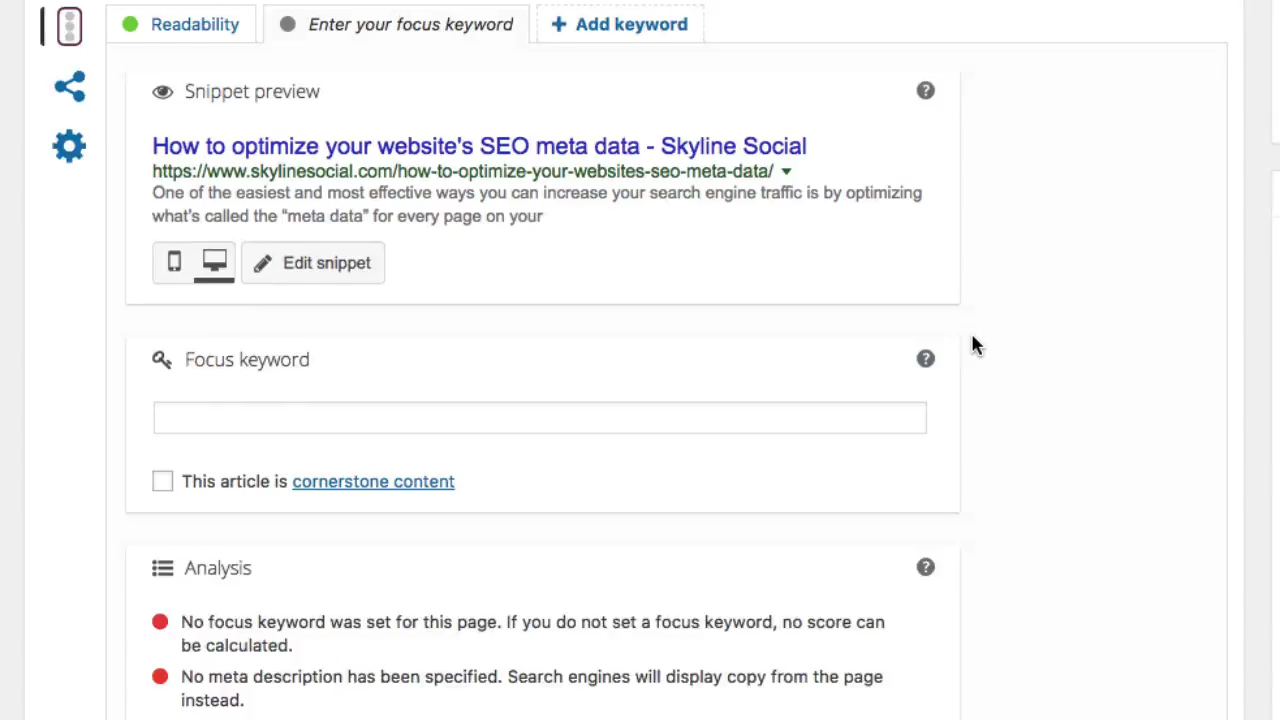 Readability
Enter your focus keyword
+ Add keyword
Snippet preview
?
How to optimize your website's SEO meta data - Skyline Social
https://www.skylinesocial.com/how-to-optimize-your-websites-seo-meta-data/
One of the easiest and most effective ways you can increase your search engine traffic is by optimizing
what's called the “meta data” for every page on your
Edit snippet
Focus keyword
?
This article is cornerstone content
Analysis
?
No focus keyword was set for this page. If you do not set a focus keyword, no score can
be calculated.
No meta description has been specified. Search engines will display copy from the page
instead.